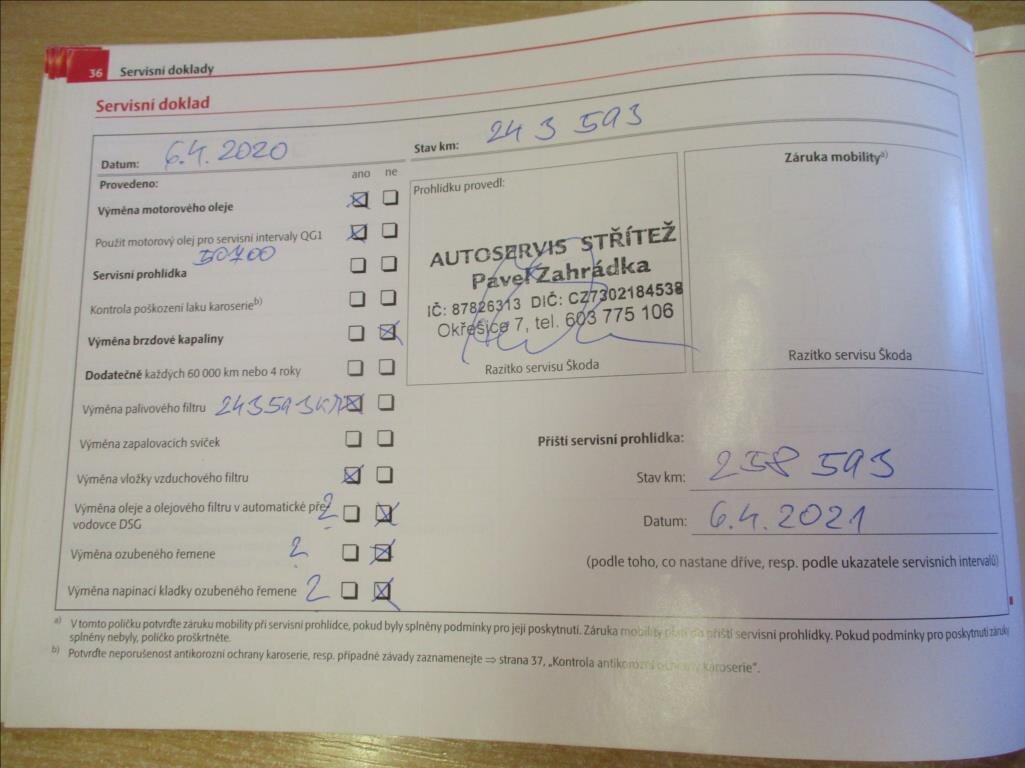 36 Servisní doklady
Servisní doklad
Datum: 6.4. 2020
Stav km: 243 593
Provedeno:
ano ne
Výměna motorového oleje
Použit motorový olej pro servisní intervaly QG1
50700
Servisní prohlídka
Kontrola poškození laku karoserie b)
Výměna brzdové kapaliny
Dodatečně každých 60 000 km nebo 4 roky
Výměna palivového filtru 243593KM
Výměna zapalovacích svíček
Výměna vložky vzduchového filtru
Výměna oleje a olejového filtru v automatické pře-
vodovce DSG ?
Výměna ozubeného řemene ?
Výměna napínací kladky ozubeného řemene ?
Prohlídku provedl:
AUTOSERVIS STŘÍTEŽ
Pavel Zahrádka
IČ: 87826313 DIČ: CZ7302184538
Okřešice 7, tel. 603 775 106
Razítko servisu Škoda
Záruka mobility a)
Razítko servisu Škoda
Příští servisní prohlídka:
Stav km: 258 593
Datum: 6.4. 2021
(podle toho, co nastane dříve, resp. podle ukazatele servisních intervalů)
a) V tomto políčku potvrďte záruku mobility při servisní prohlídce, pokud byly splněny podmínky pro její poskytnutí. Záruka mobility platí do příští servisní prohlídky. Pokud podmínky pro poskytnutí záruky
splněny nebyly, políčko proškrtněte.
b) Potvrďte neporušenost antikorozní ochrany karoserie, resp. případné závady zaznamenejte ⇒ strana 37, „Kontrola antikorozní ochrany karoserie“.